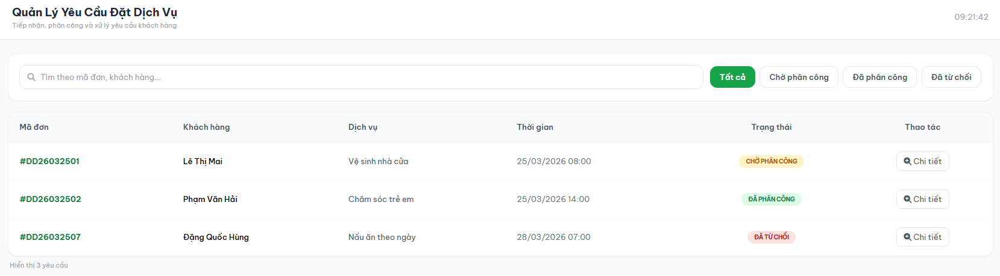 Quản Lý Yêu Cầu Đặt Dịch Vụ
Tiếp nhận, phân công và xử lý yêu cầu khách hàng
09:21:42
Tìm theo mã đơn, khách hàng...
Tất cả
Chờ phân công
Đã phân công
Đã từ chối
Mã đơn Khách hàng Dịch vụ Thời gian Trạng thái Thao tác
#DD26032501 Lê Thị Mai Vệ sinh nhà cửa 25/03/2026 08:00 CHỜ PHÂN CÔNG Chi tiết
#DD26032502 Phạm Văn Hải Chăm sóc trẻ em 25/03/2026 14:00 ĐÃ PHÂN CÔNG Chi tiết
#DD26032507 Đặng Quốc Hùng Nấu ăn theo ngày 28/03/2026 07:00 ĐÃ TỪ CHỐI Chi tiết
Hiển thị 3 yêu cầu